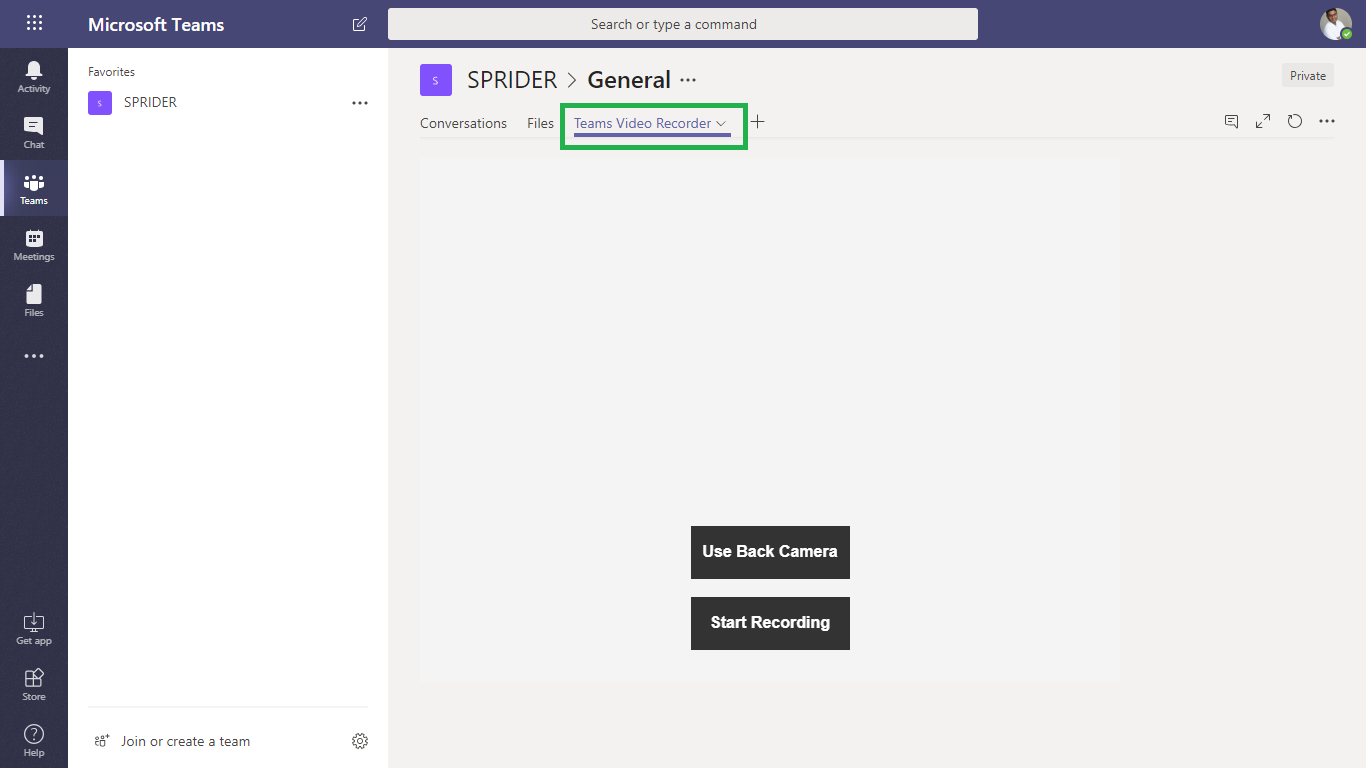 Microsoft Teams
Search or type a command
Activity
Chat
Teams
Meetings
Files
Get app
Store
Help
Favorites
S SPRIDER
Join or create a team
S SPRIDER > General
Private
Conversations Files Teams Video Recorder
Use Back Camera
Start Recording